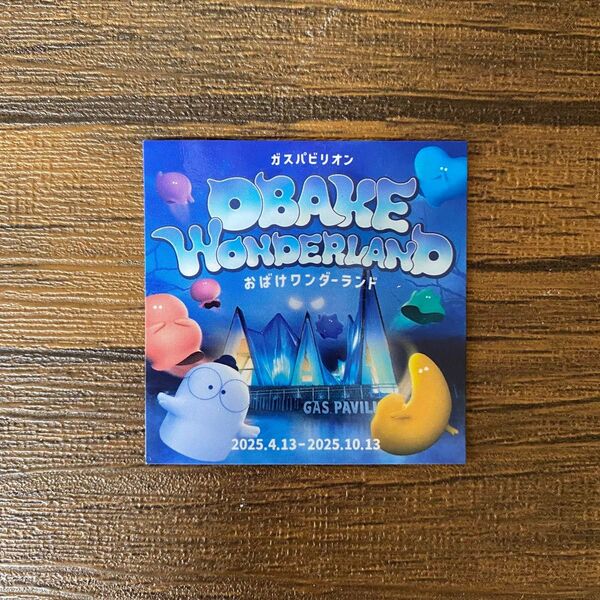 ガスパビリオン
OBAKE
WONDERLAND
おばけワンダーランド
GAS PAVILI
2025.4.13-2025.10.13